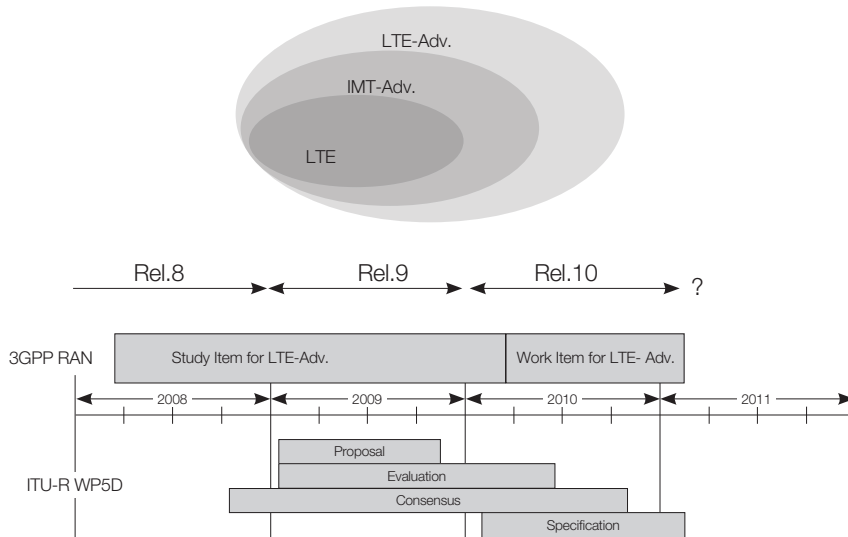 LTE-Adv.
IMT-Adv.
LTE
Rel.8
Rel.9
Rel.10
?
3GPP RAN
Study Item for LTE-Adv.
Work Item for LTE- Adv.
2008
2009
2010
2011
ITU-R WP5D
Proposal
Evaluation
Consensus
Specification